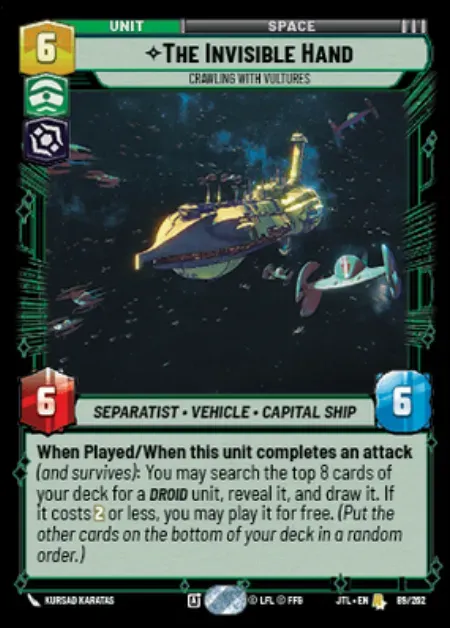 UNIT SPACE
6
✧THE INVISIBLE HAND
CRAWLING WITH VULTURES
6
SEPARATIST • VEHICLE • CAPITAL SHIP
6
When Played/When this unit completes an attack
(and survives): You may search the top 8 cards of
your deck for a DROID unit, reveal it, and draw it. If
it costs 2 or less, you may play it for free. (Put the
other cards on the bottom of your deck in a random
order.)
KURSAD KARATAS A © LFL © FFG JTL • EN 89/262